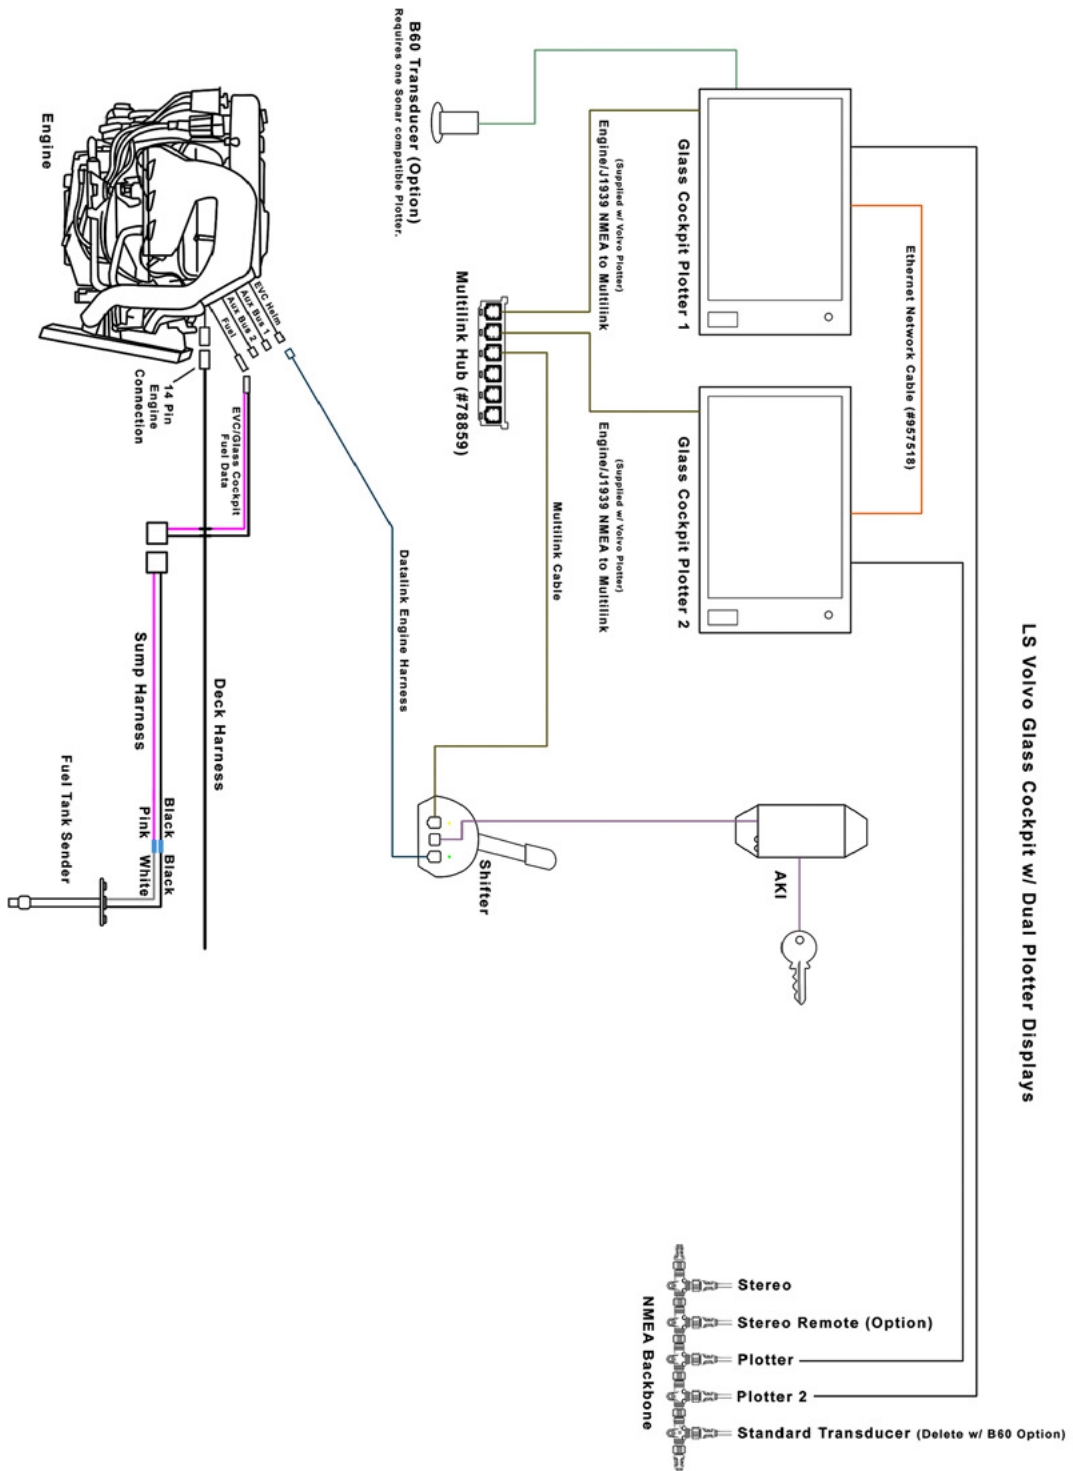 LS Volvo Glass Cockpit w/ Dual Plotter Displays
B60 Transducer (Option)
Requires one Sonar compatible Plotter.
Glass Cockpit Plotter 1
Glass Cockpit Plotter 2
Ethernet Network Cable (#957518)
(Supplied w/ Volvo Plotter)
Engine/J1939 NMEA to Multilink
(Supplied w/ Volvo Plotter)
Engine/J1939 NMEA to Multilink
Multilink Hub (#78859)
Multilink Cable
Engine
EVC Helm
Aux Bus 1
Aux Bus 2
Fuel
14 Pin
Engine
Connection
EVC/Glass Cockpit
Fuel Data
Datalink Engine Harness
Deck Harness
Sump Harness
Black
Black
Pink
White
Fuel Tank Sender
Shifter
AKI
NMEA Backbone
Stereo
Stereo Remote (Option)
Plotter
Plotter 2
Standard Transducer (Delete w/ B60 Option)